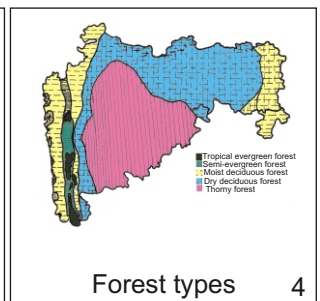 Tropical evergreen forest
Semi-evergreen forest
Moist deciduous forest
Dry deciduous forest
Thorny forest
Forest types 4